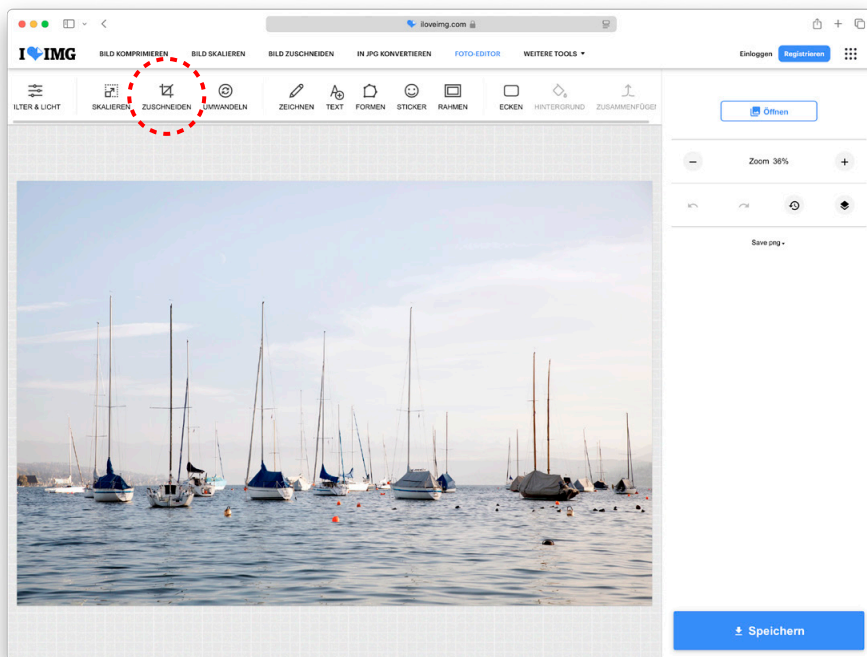 iloveimg.com
I IMG BILD KOMPRIMIEREN BILD SKALIEREN BILD ZUSCHNEIDEN IN JPG KONVERTIEREN FOTO-EDITOR WEITERE TOOLS Einloggen Registrieren
ILTER & LICHT SKALIEREN ZUSCHNEIDEN UMWANDELN ZEICHNEN TEXT FORMEN STICKER RAHMEN ECKEN HINTERGRUND ZUSAMMENFÜGEN
Öffnen
Zoom 36%
Save png
Speichern